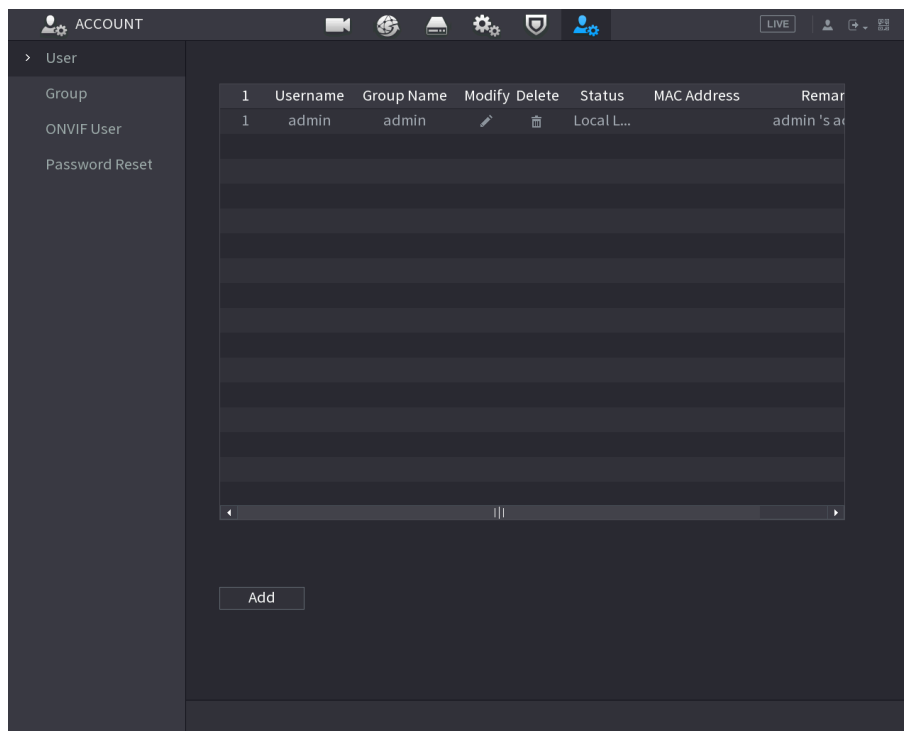 ACCOUNT LIVE
User
Group
ONVIF User
Password Reset
1 Username Group Name Modify Delete Status MAC Address Remar
1 admin admin Local L... admin 's a
Add